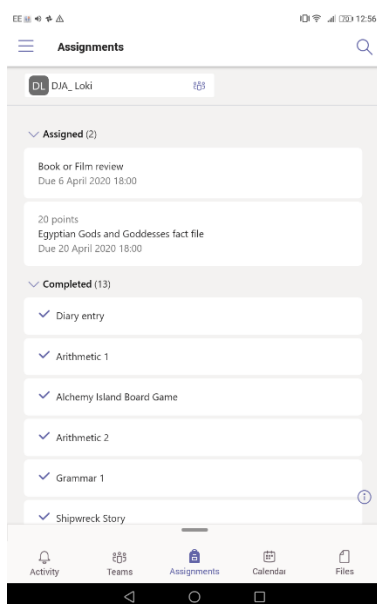 EE 70 12:56
Assignments
DL DJA_ Loki
Assigned (2)
Book or Film review
Due 6 April 2020 18:00
20 points
Egyptian Gods and Goddesses fact file
Due 20 April 2020 18:00
Completed (13)
Diary entry
Arithmetic 1
Alchemy Island Board Game
Arithmetic 2
Grammar 1
Shipwreck Story
Activity Teams Assignments Calendar Files